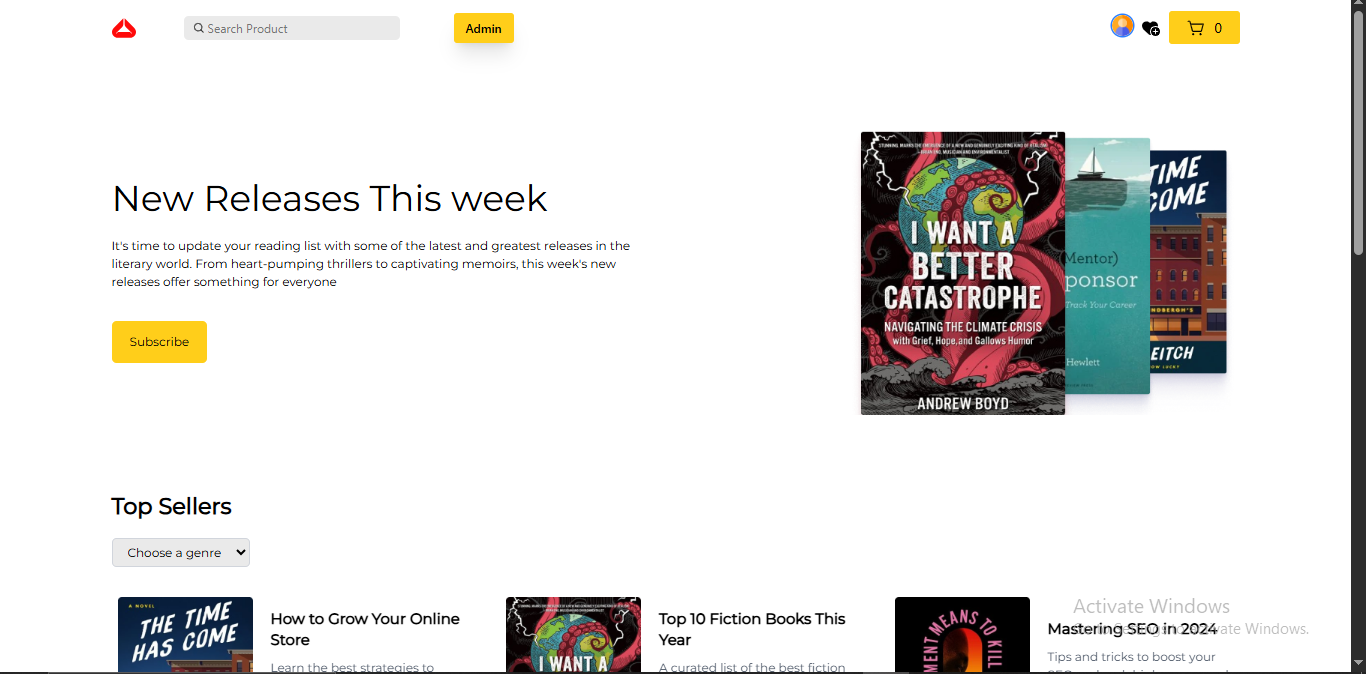 Search Product
Admin
0
New Releases This week
It's time to update your reading list with some of the latest and greatest releases in the
literary world. From heart-pumping thrillers to captivating memoirs, this week's new
releases offer something for everyone
Subscribe
I WANT A
BETTER
CATASTROPHE
NAVIGATING THE CLIMATE CRISIS
with Grief, Hope, and Gallows Humor
ANDREW BOYD
(Mentor)
ponsor
Track Your Career
Hewlett
TIME
COME
EITCH
Top Sellers
Choose a genre
A NOVEL
THE TIME
HAS COME
How to Grow Your Online
Store
Learn the best strategies to
I WANT A
Top 10 Fiction Books This
Year
A curated list of the best fiction
MENT MEANS TO KILL
Mastering SEO in 2024
Tips and tricks to boost your
Activate Windows